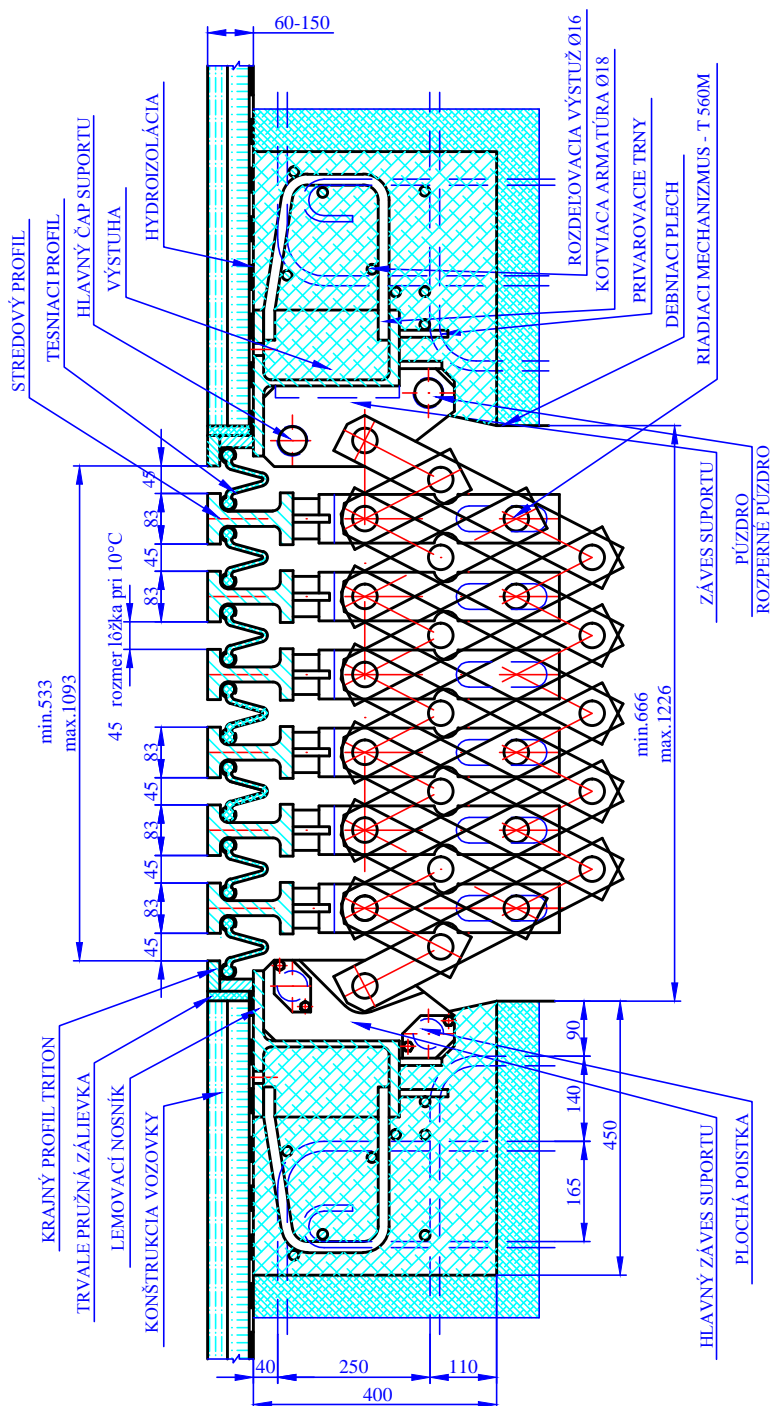 60-150
HYDROIZOLÁCIA
STREDOVÝ PROFIL
TESNIACI PROFIL
HLAVNÝ ČAP SUPORTU
VÝSTUHA
ROZDEĽOVACIA VÝSTUŽ Ø16
KOTVIACA ARMATÚRA Ø18
PRIVAROVACIE TRNY
DEBNIACI PLECH
RIADIACI MECHANIZMUS - T 560M
45
83
45
83
45 rozmer lôžka pri 10°C
min.533
max.1093
83
45
83
45
83
45
ZÁVES SUPORTU
PÚZDRO
ROZPERNÉ PÚZDRO
min.666
max.1226
KRAJNÝ PROFIL TRITON
TRVALE PRUŽNÁ ZÁLIEVKA
LEMOVACÍ NOSNÍK
KONŠTRUKCIA VOZOVKY
90
140
450
165
HLAVNÝ ZÁVES SUPORTU
PLOCHÁ POISTKA
40
250
110
400